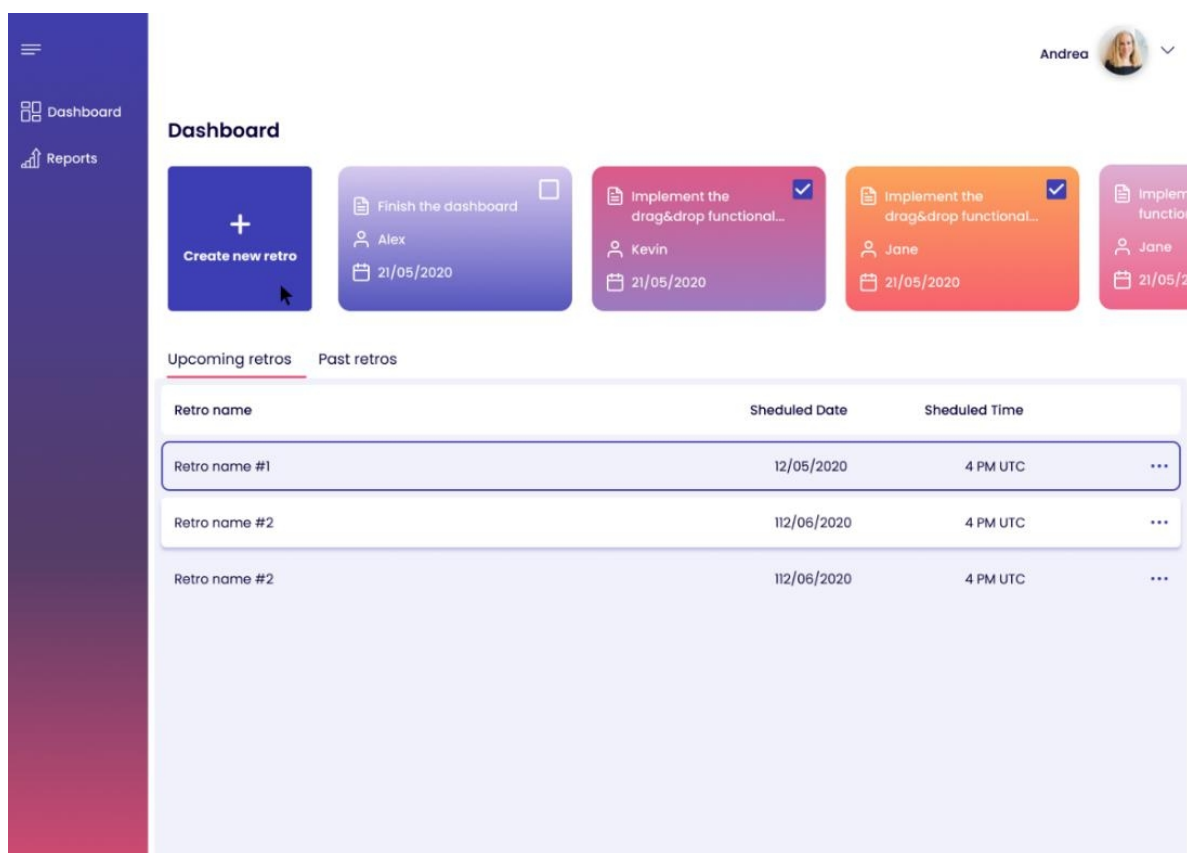 Andrea
Dashboard
Reports
Dashboard
Create new retro
Finish the dashboard
Alex
21/05/2020
Implement the
drag&drop functional...
Kevin
21/05/2020
Implement the
drag&drop functional...
Jane
21/05/2020
Jane
21/05/2
Upcoming retros Past retros
Retro name Sheduled Date Sheduled Time
Retro name #1 12/05/2020 4 PM UTC
Retro name #2 112/06/2020 4 PM UTC
Retro name #2 112/06/2020 4 PM UTC